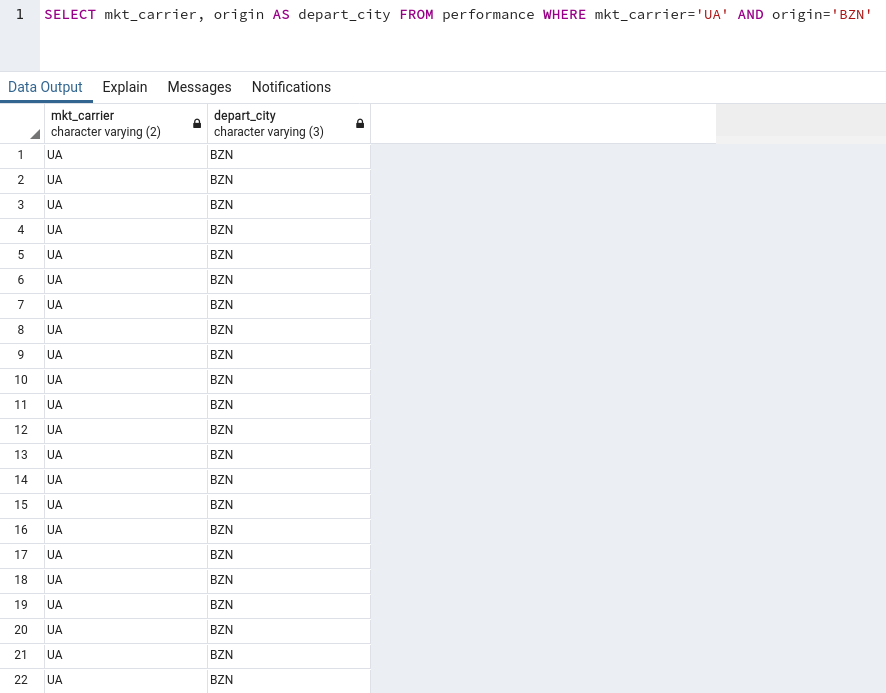 1 SELECT mkt_carrier, origin AS depart_city FROM performance WHERE mkt_carrier='UA' AND origin='BZN'
Data Output Explain Messages Notifications
mkt_carrier depart_city
character varying (2) character varying (3)
1 UA BZN
2 UA BZN
3 UA BZN
4 UA BZN
5 UA BZN
6 UA BZN
7 UA BZN
8 UA BZN
9 UA BZN
10 UA BZN
11 UA BZN
12 UA BZN
13 UA BZN
14 UA BZN
15 UA BZN
16 UA BZN
17 UA BZN
18 UA BZN
19 UA BZN
20 UA BZN
21 UA BZN
22 UA BZN